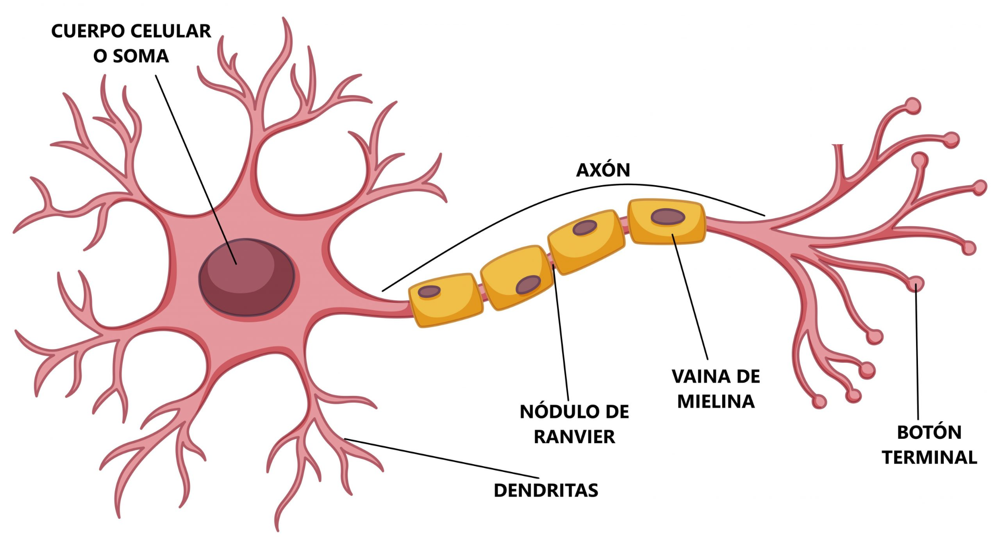 CUERPO CELULAR
O SOMA
AXÓN
VAINA DE
MIELINA
NÓDULO DE
RANVIER
BOTÓN
TERMINAL
DENDRITAS